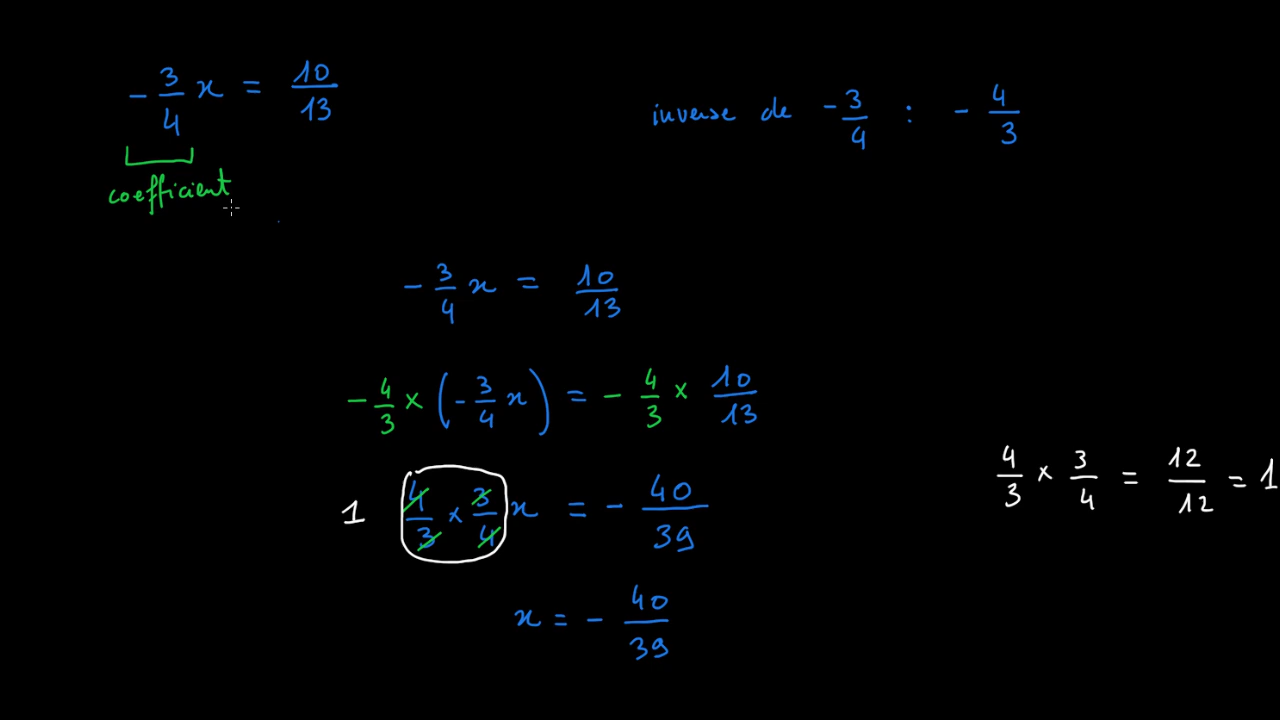 -3/4 x = 10/13
coefficient
inverse de -3/4 : -4/3
-3/4 x = 10/13
-4/3 × (-3/4 x) = -4/3 × 10/13
1 4/3 × 3/4 x = -40/39
4/3 × 3/4 = 12/12 = 1
x = -40/39